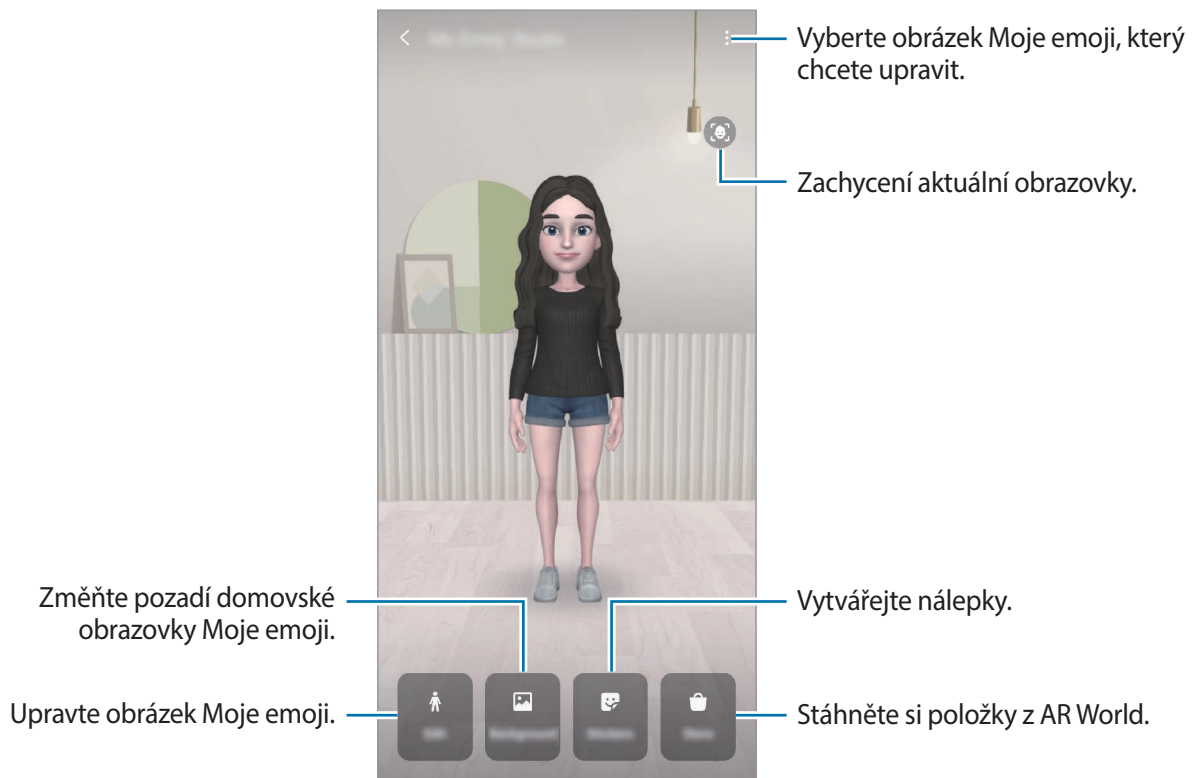 Vyberte obrázek Moje emoji, který
chcete upravit.
Zachycení aktuální obrazovky.
Změňte pozadí domovské
obrazovky Moje emoji.
Vytvářejte nálepky.
Upravte obrázek Moje emoji.
Stáhněte si položky z AR World.